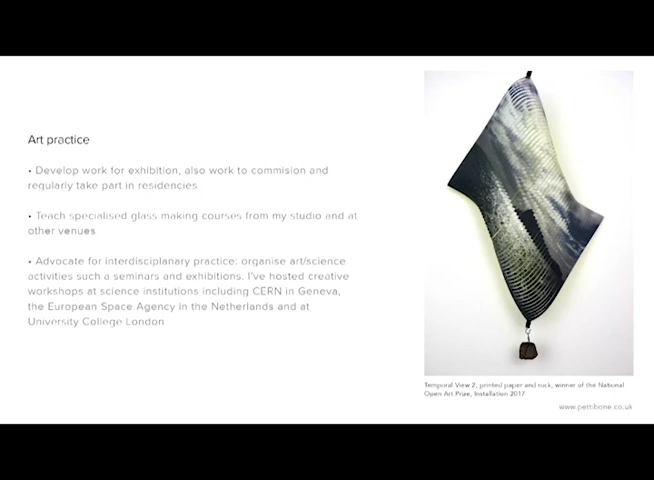 Art practice
• Develop work for exhibition, also work to commision and
regularly take part in residencies
• Teach specialised glass making courses from my studio and at
other venues
• Advocate for interdisciplanary practice: organise art/science
activities such a seminars and exhibitions. I've hosted creative
workshops at science institutions including CERN in Geneva,
the European Space Agency in the Netherlands and at
University College London
Temporal View 2, printed paper and rock, winner of the National
Open Art Prize, Installation 2017
www.pettibone.co.uk